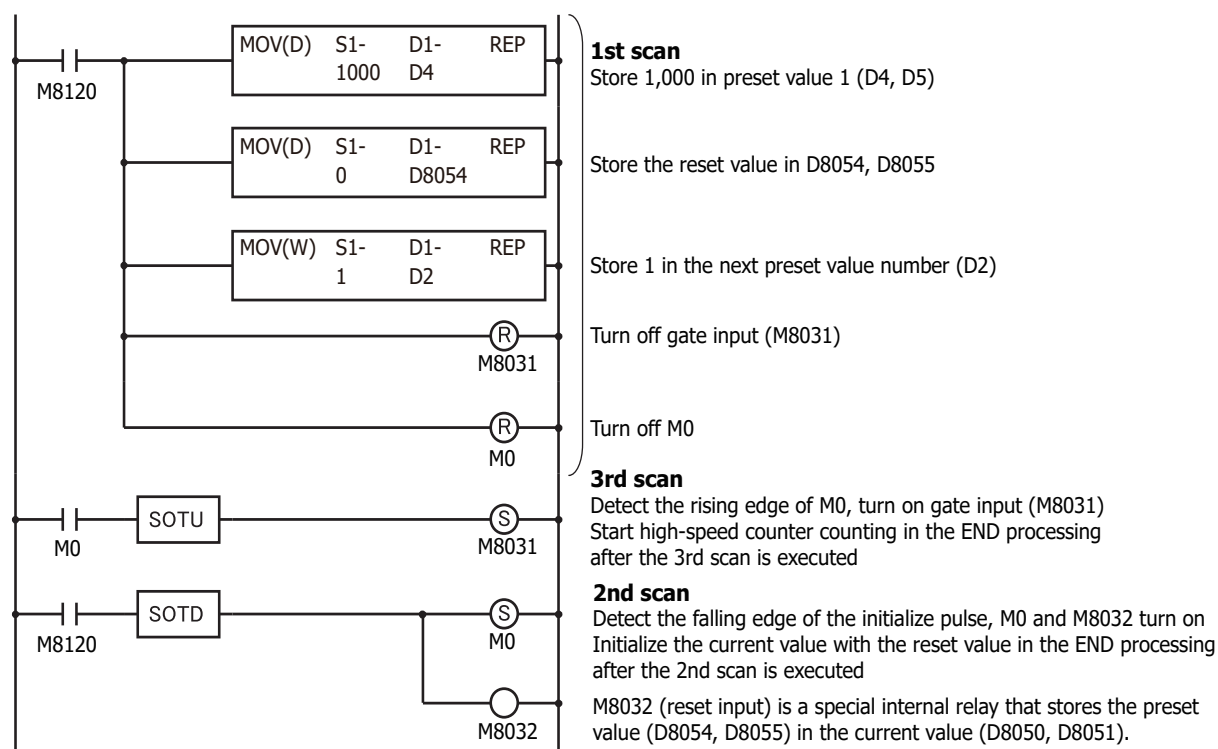 M8120
MOV(D) S1- D1- REP
1000 D4
1st scan
Store 1,000 in preset value 1 (D4, D5)
MOV(D) S1- D1- REP
0 D8054
Store the reset value in D8054, D8055
MOV(W) S1- D1- REP
1 D2
Store 1 in the next preset value number (D2)
R
M8031
Turn off gate input (M8031)
R
M0
Turn off M0
M0
SOTU
S
M8031
3rd scan
Detect the rising edge of M0, turn on gate input (M8031)
Start high-speed counter counting in the END processing
after the 3rd scan is executed
M8120
SOTD
S
M0
M8032
2nd scan
Detect the falling edge of the initialize pulse, M0 and M8032 turn on
Initialize the current value with the reset value in the END processing
after the 2nd scan is executed
M8032 (reset input) is a special internal relay that stores the preset
value (D8054, D8055) in the current value (D8050, D8051).